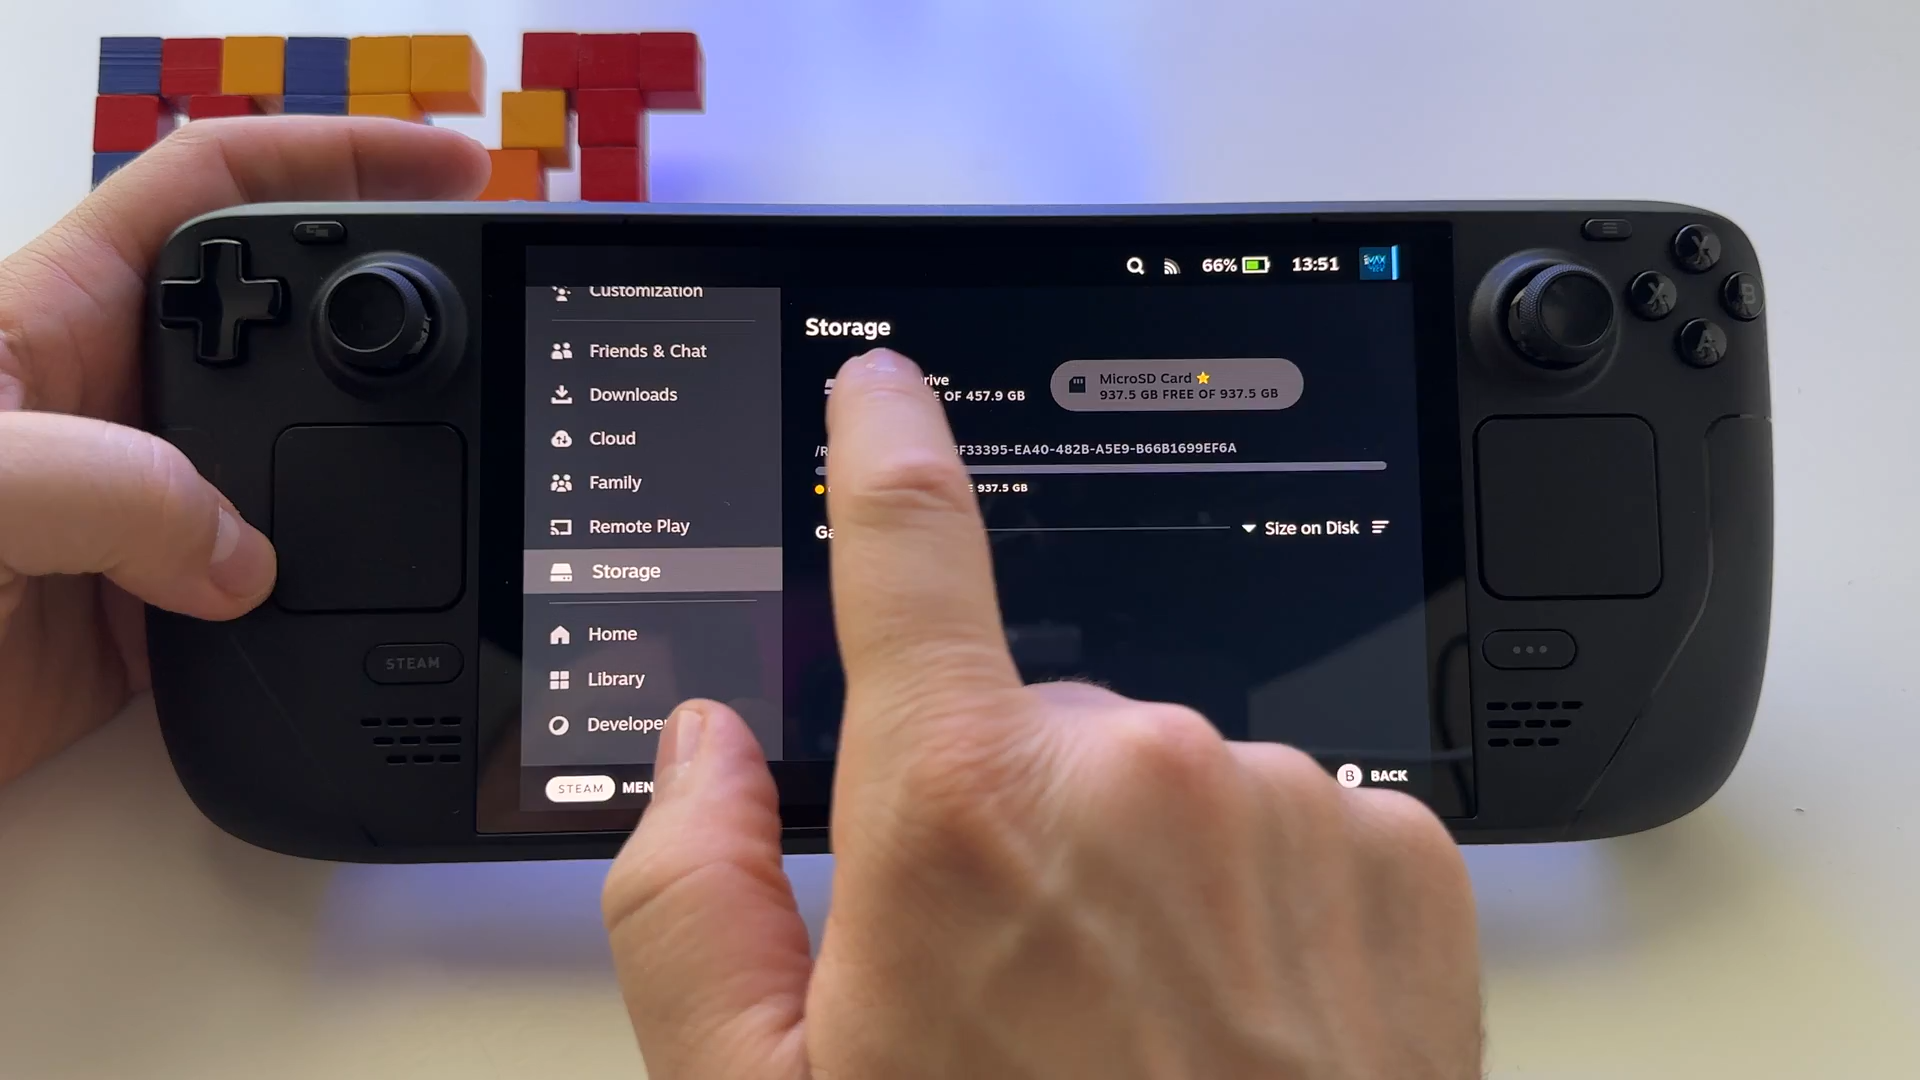 66% 13:51
Customization
Friends & Chat
Downloads
Cloud
Family
Remote Play
Storage
Home
Library
STEAM
Storage
OF 457.9 GB
MicroSD Card
937.5 GB FREE OF 937.5 GB
5F33395-EA40-482B-A5E9-B66B1699EF6A
937.5 GB
Size on Disk
B BACK
STEAM
X
X
B
A